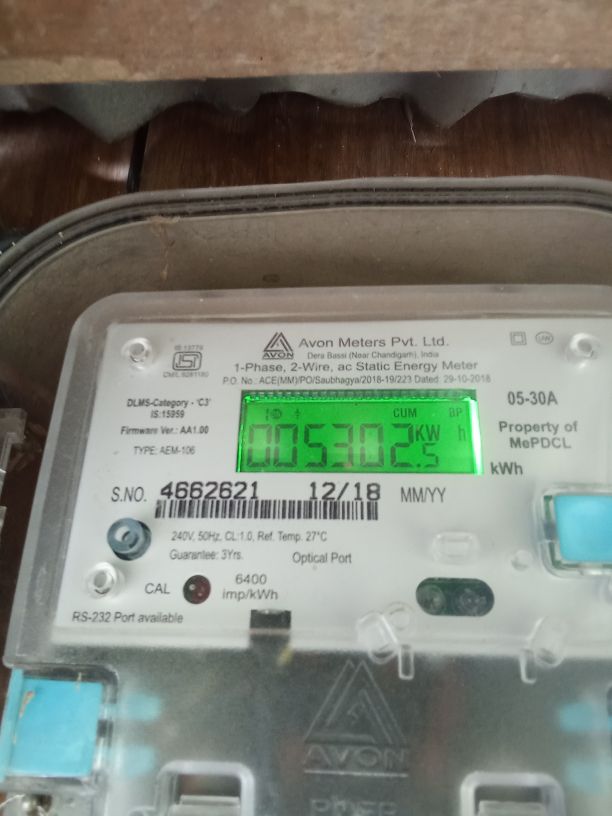 AVON
Avon Meters Pvt. Ltd.
Dera Bassi (Near Chandigarh), India
1-Phase, 2-Wire, ac Static Energy Meter
P.O. No. ACE(MM)/PO/Saubhagya/2018-19/223 Dated: 29-10-2018
IS 13779
ISI
DLMS-Category - 'C3'
IS:15959
Firmware Ver.: AA1.00
TYPE: AEM-106
CUM BP
005302.5 KW h
05-30A
Property of
MePDCL
kWh
S.NO. 4662621 12/18 MM/YY
240V, 50Hz, CL:1.0, Ref. Temp. 27°C
Guarantee: 3Yrs. Optical Port
CAL 6400
imp/kWh
RS-232 Port available
AVON